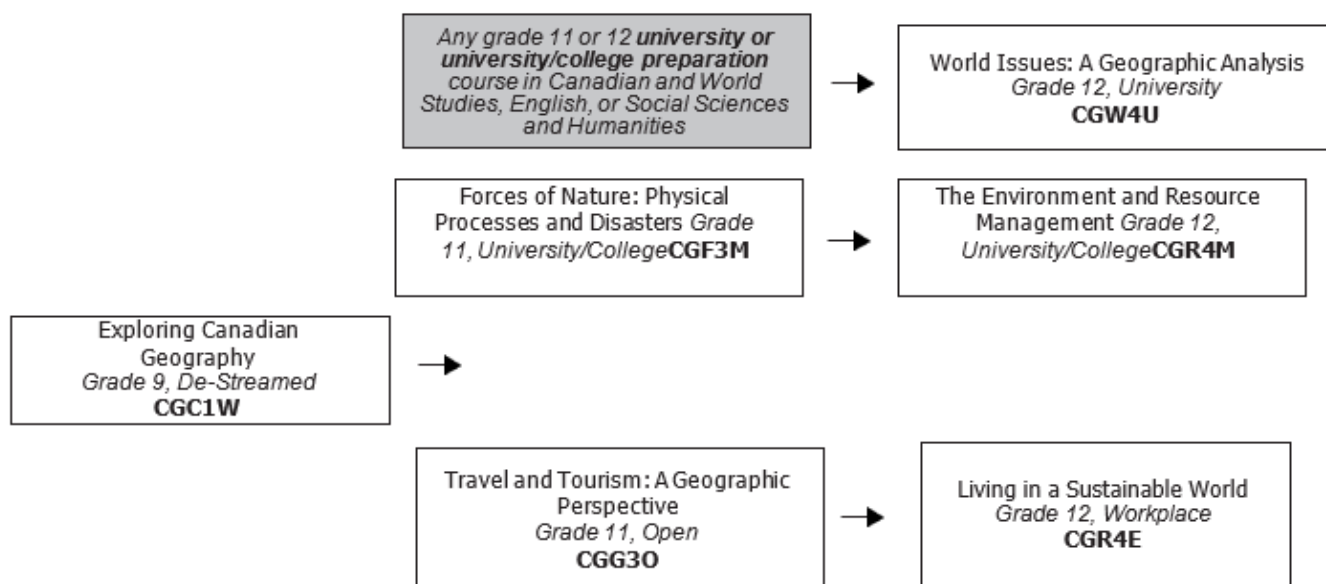 Any grade 11 or 12 university or
university/college preparation
course in Canadian and World
Studies, English, or Social Sciences
and Humanities
World Issues: A Geographic Analysis
Grade 12, University
CGW4U
Forces of Nature: Physical
Processes and Disasters Grade
11, University/CollegeCGF3M
The Environment and Resource
Management Grade 12,
University/CollegeCGR4M
Exploring Canadian
Geography
Grade 9, De-Streamed
CGC1W
Travel and Tourism: A Geographic
Perspective
Grade 11, Open
CGG3O
Living in a Sustainable World
Grade 12, Workplace
CGR4E